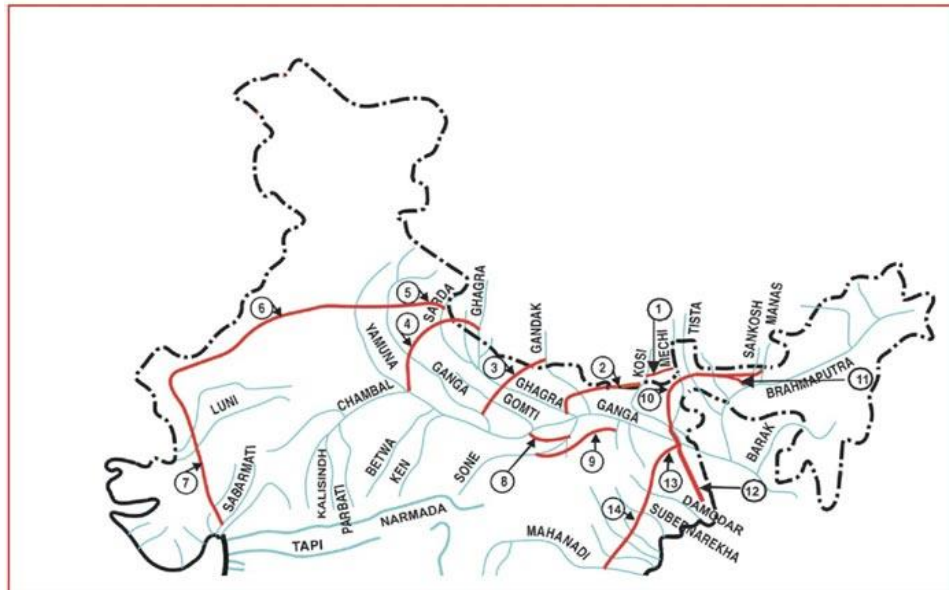 1
TISTA
SANKOSH
MANAS
5
SARDA
GHAGRA
GANDAK
KOSI
MECHI
6
4
YAMUNA
3
2
GANGA
GHAGRA
GOMTI
GANGA
10
BRAHMAPUTRA
11
LUNI
CHAMBAL
BARAK
7
SABARMATI
KALISINDH
PARBATI
BETWA
KEN
SONE
8
9
13
12
14
DAMODAR
SUBERNAREKHA
NARMADA
TAPI
MAHANADI